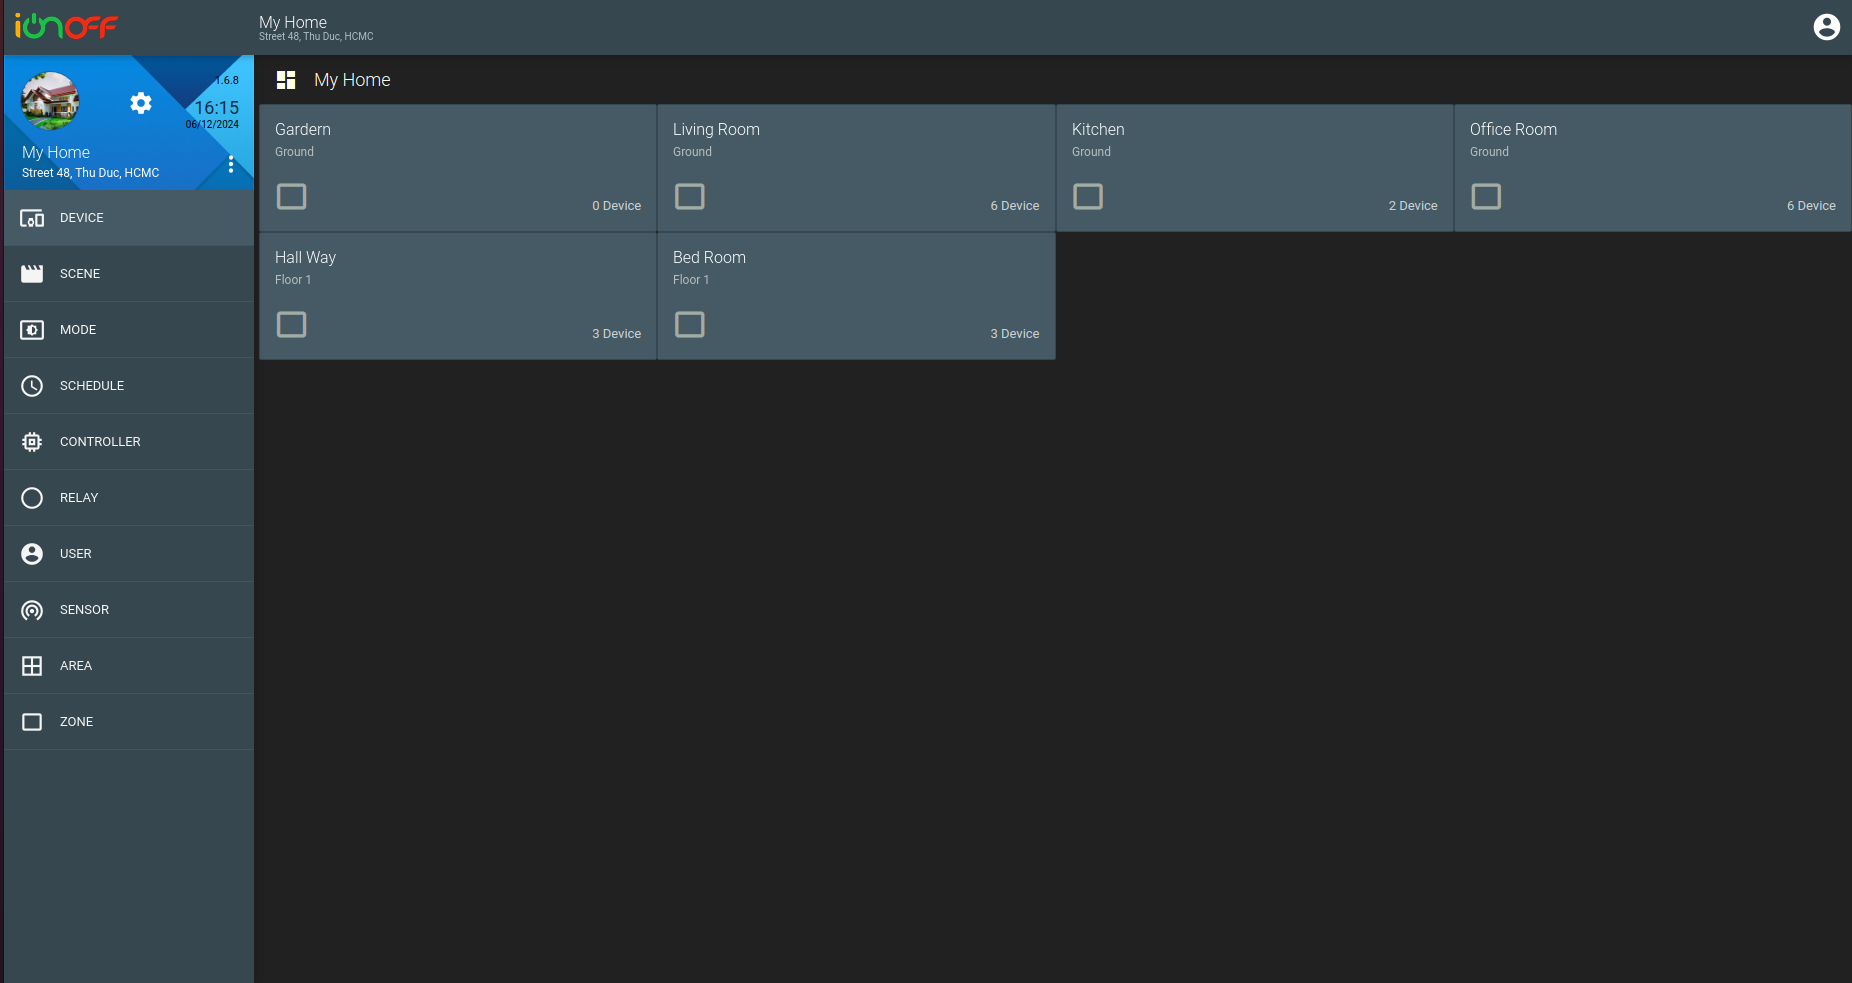 ionoff
My Home
Street 48, Thu Duc, HCMC
1.6.8
16:15
06/12/2024
My Home
Street 48, Thu Duc, HCMC
DEVICE
SCENE
MODE
SCHEDULE
CONTROLLER
RELAY
USER
SENSOR
AREA
ZONE
My Home
Gardern
Ground
0 Device
Living Room
Ground
6 Device
Kitchen
Ground
2 Device
Office Room
Ground
6 Device
Hall Way
Floor 1
3 Device
Bed Room
Floor 1
3 Device